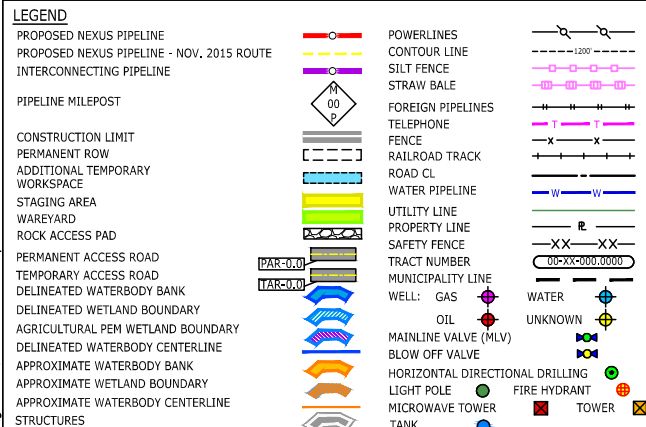 LEGEND
PROPOSED NEXUS PIPELINE
PROPOSED NEXUS PIPELINE - NOV. 2015 ROUTE
INTERCONNECTING PIPELINE
PIPELINE MILEPOST
M
00
P
CONSTRUCTION LIMIT
PERMANENT ROW
ADDITIONAL TEMPORARY
WORKSPACE
STAGING AREA
WAREYARD
ROCK ACCESS PAD
PERMANENT ACCESS ROAD
PAR-0.0
TEMPORARY ACCESS ROAD
TAR-0.0
DELINEATED WATERBODY BANK
DELINEATED WETLAND BOUNDARY
AGRICULTURAL PEM WETLAND BOUNDARY
DELINEATED WATERBODY CENTERLINE
APPROXIMATE WATERBODY BANK
APPROXIMATE WETLAND BOUNDARY
APPROXIMATE WATERBODY CENTERLINE
STRUCTURES
POWERLINES
CONTOUR LINE
1200'
SILT FENCE
STRAW BALE
FOREIGN PIPELINES
TELEPHONE
T T
FENCE
X X
RAILROAD TRACK
ROAD CL
WATER PIPELINE
W W
UTILITY LINE
PROPERTY LINE
PL
SAFETY FENCE
XX XX
TRACT NUMBER
00-XX-000.0000
MUNICIPALITY LINE
WELL: GAS WATER
OIL UNKNOWN
MAINLINE VALVE (MLV)
BLOW OFF VALVE
HORIZONTAL DIRECTIONAL DRILLING
LIGHT POLE FIRE HYDRANT
MICROWAVE TOWER TOWER
TANK